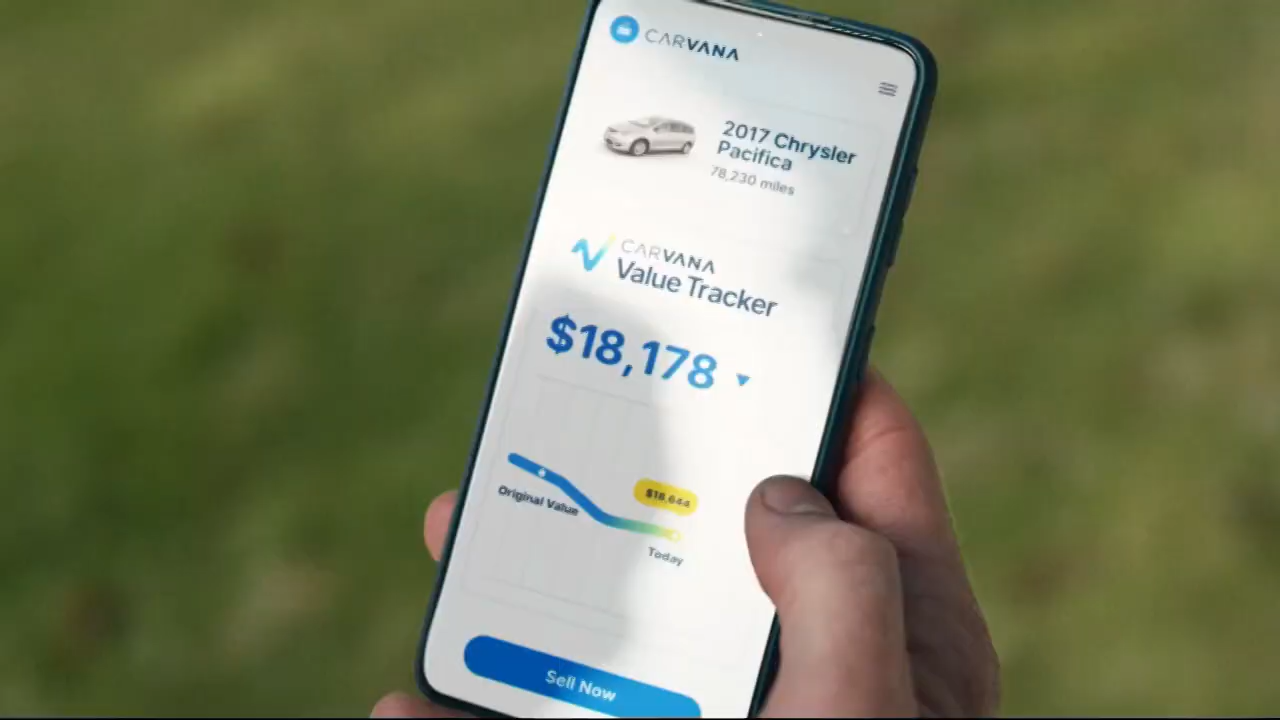 CARVANA
2017 Chrysler
Pacifica
78,230 miles
CARVANA
Value Tracker
$18,178
$18,644
Original Value
Today
Sell Now